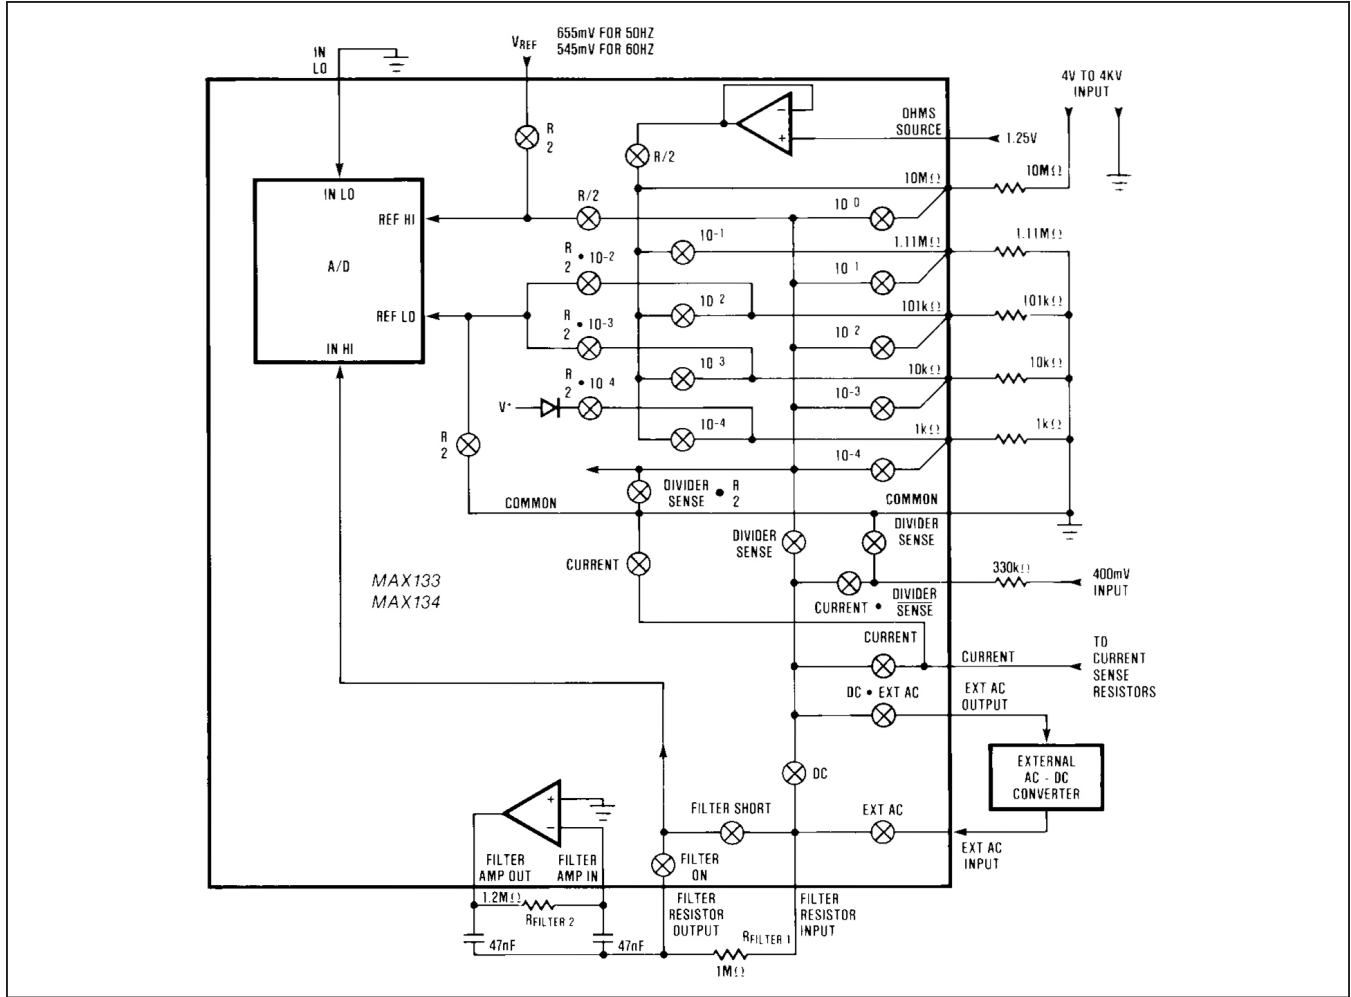 IN
LO
VREF
655mV FOR 50HZ
545mV FOR 60HZ
4V TO 4KV
INPUT
OHMS
SOURCE
1.25V
R
2
R/2
−
+
IN LO
REF HI
A/D
REF LO
IN HI
R/2
10 0
10MΩ
10MΩ
10-1
1.11MΩ
1.11MΩ
R
2 • 10-2
10 1
10 2
101kΩ
101kΩ
R
2 • 10-3
10 2
10 3
10kΩ
10kΩ
R
2 • 10 4
V+
10-3
10-4
1kΩ
1kΩ
R
2
10-4
DIVIDER
SENSE • R
2
COMMON
COMMON
DIVIDER
SENSE
DIVIDER
SENSE
CURRENT
330kΩ
400mV
INPUT
MAX133
MAX134
CURRENT • DIVIDER
SENSE
CURRENT
CURRENT
TO
CURRENT
SENSE
RESISTORS
DC • EXT AC
EXT AC
OUTPUT
EXTERNAL
AC - DC
CONVERTER
DC
FILTER SHORT
EXT AC
EXT AC
INPUT
+
−
FILTER
AMP OUT
FILTER
AMP IN
FILTER
ON
1.2MΩ
RFILTER 2
FILTER
RESISTOR
OUTPUT
FILTER
RESISTOR
INPUT
47nF
47nF
RFILTER 1
1MΩ